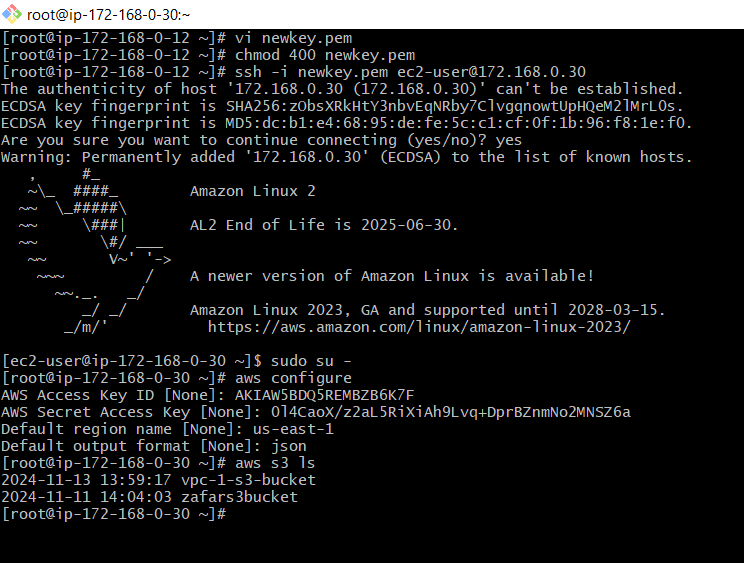 root@ip-172-168-0-30:~
[root@ip-172-168-0-12 ~]# vi newkey.pem
[root@ip-172-168-0-12 ~]# chmod 400 newkey.pem
[root@ip-172-168-0-12 ~]# ssh -i newkey.pem ec2-user@172.168.0.30
The authenticity of host '172.168.0.30 (172.168.0.30)' can't be established.
ECDSA key fingerprint is SHA256:zObsXRkHtY3nbvEqNRby7ClvgqnowtUpHQeM2lMrL0s.
ECDSA key fingerprint is MD5:dc:b1:e4:68:95:de:fe:5c:c1:cf:0f:1b:96:f8:1e:f0.
Are you sure you want to continue connecting (yes/no)? yes
Warning: Permanently added '172.168.0.30' (ECDSA) to the list of known hosts.
   ,     #_
   ~\_  ####_        Amazon Linux 2
  ~~  \_#####\
  ~~     \###|       AL2 End of Life is 2025-06-30.
  ~~       \#/ ___
   ~~       V~' '->
    ~~~         /    A newer version of Amazon Linux is available!
      ~~._.   _/
         _/ _/       Amazon Linux 2023, GA and supported until 2028-03-15.
       _/m/'           https://aws.amazon.com/linux/amazon-linux-2023/
[ec2-user@ip-172-168-0-30 ~]$ sudo su -
[root@ip-172-168-0-30 ~]# aws configure
AWS Access Key ID [None]: AKIAW5BDQ5REMBZB6K7F
AWS Secret Access Key [None]: 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
Default region name [None]: us-east-1
Default output format [None]: json
[root@ip-172-168-0-30 ~]# aws s3 ls
2024-11-13 13:59:17 vpc-1-s3-bucket
2024-11-11 14:04:03 zafars3bucket
[root@ip-172-168-0-30 ~]#